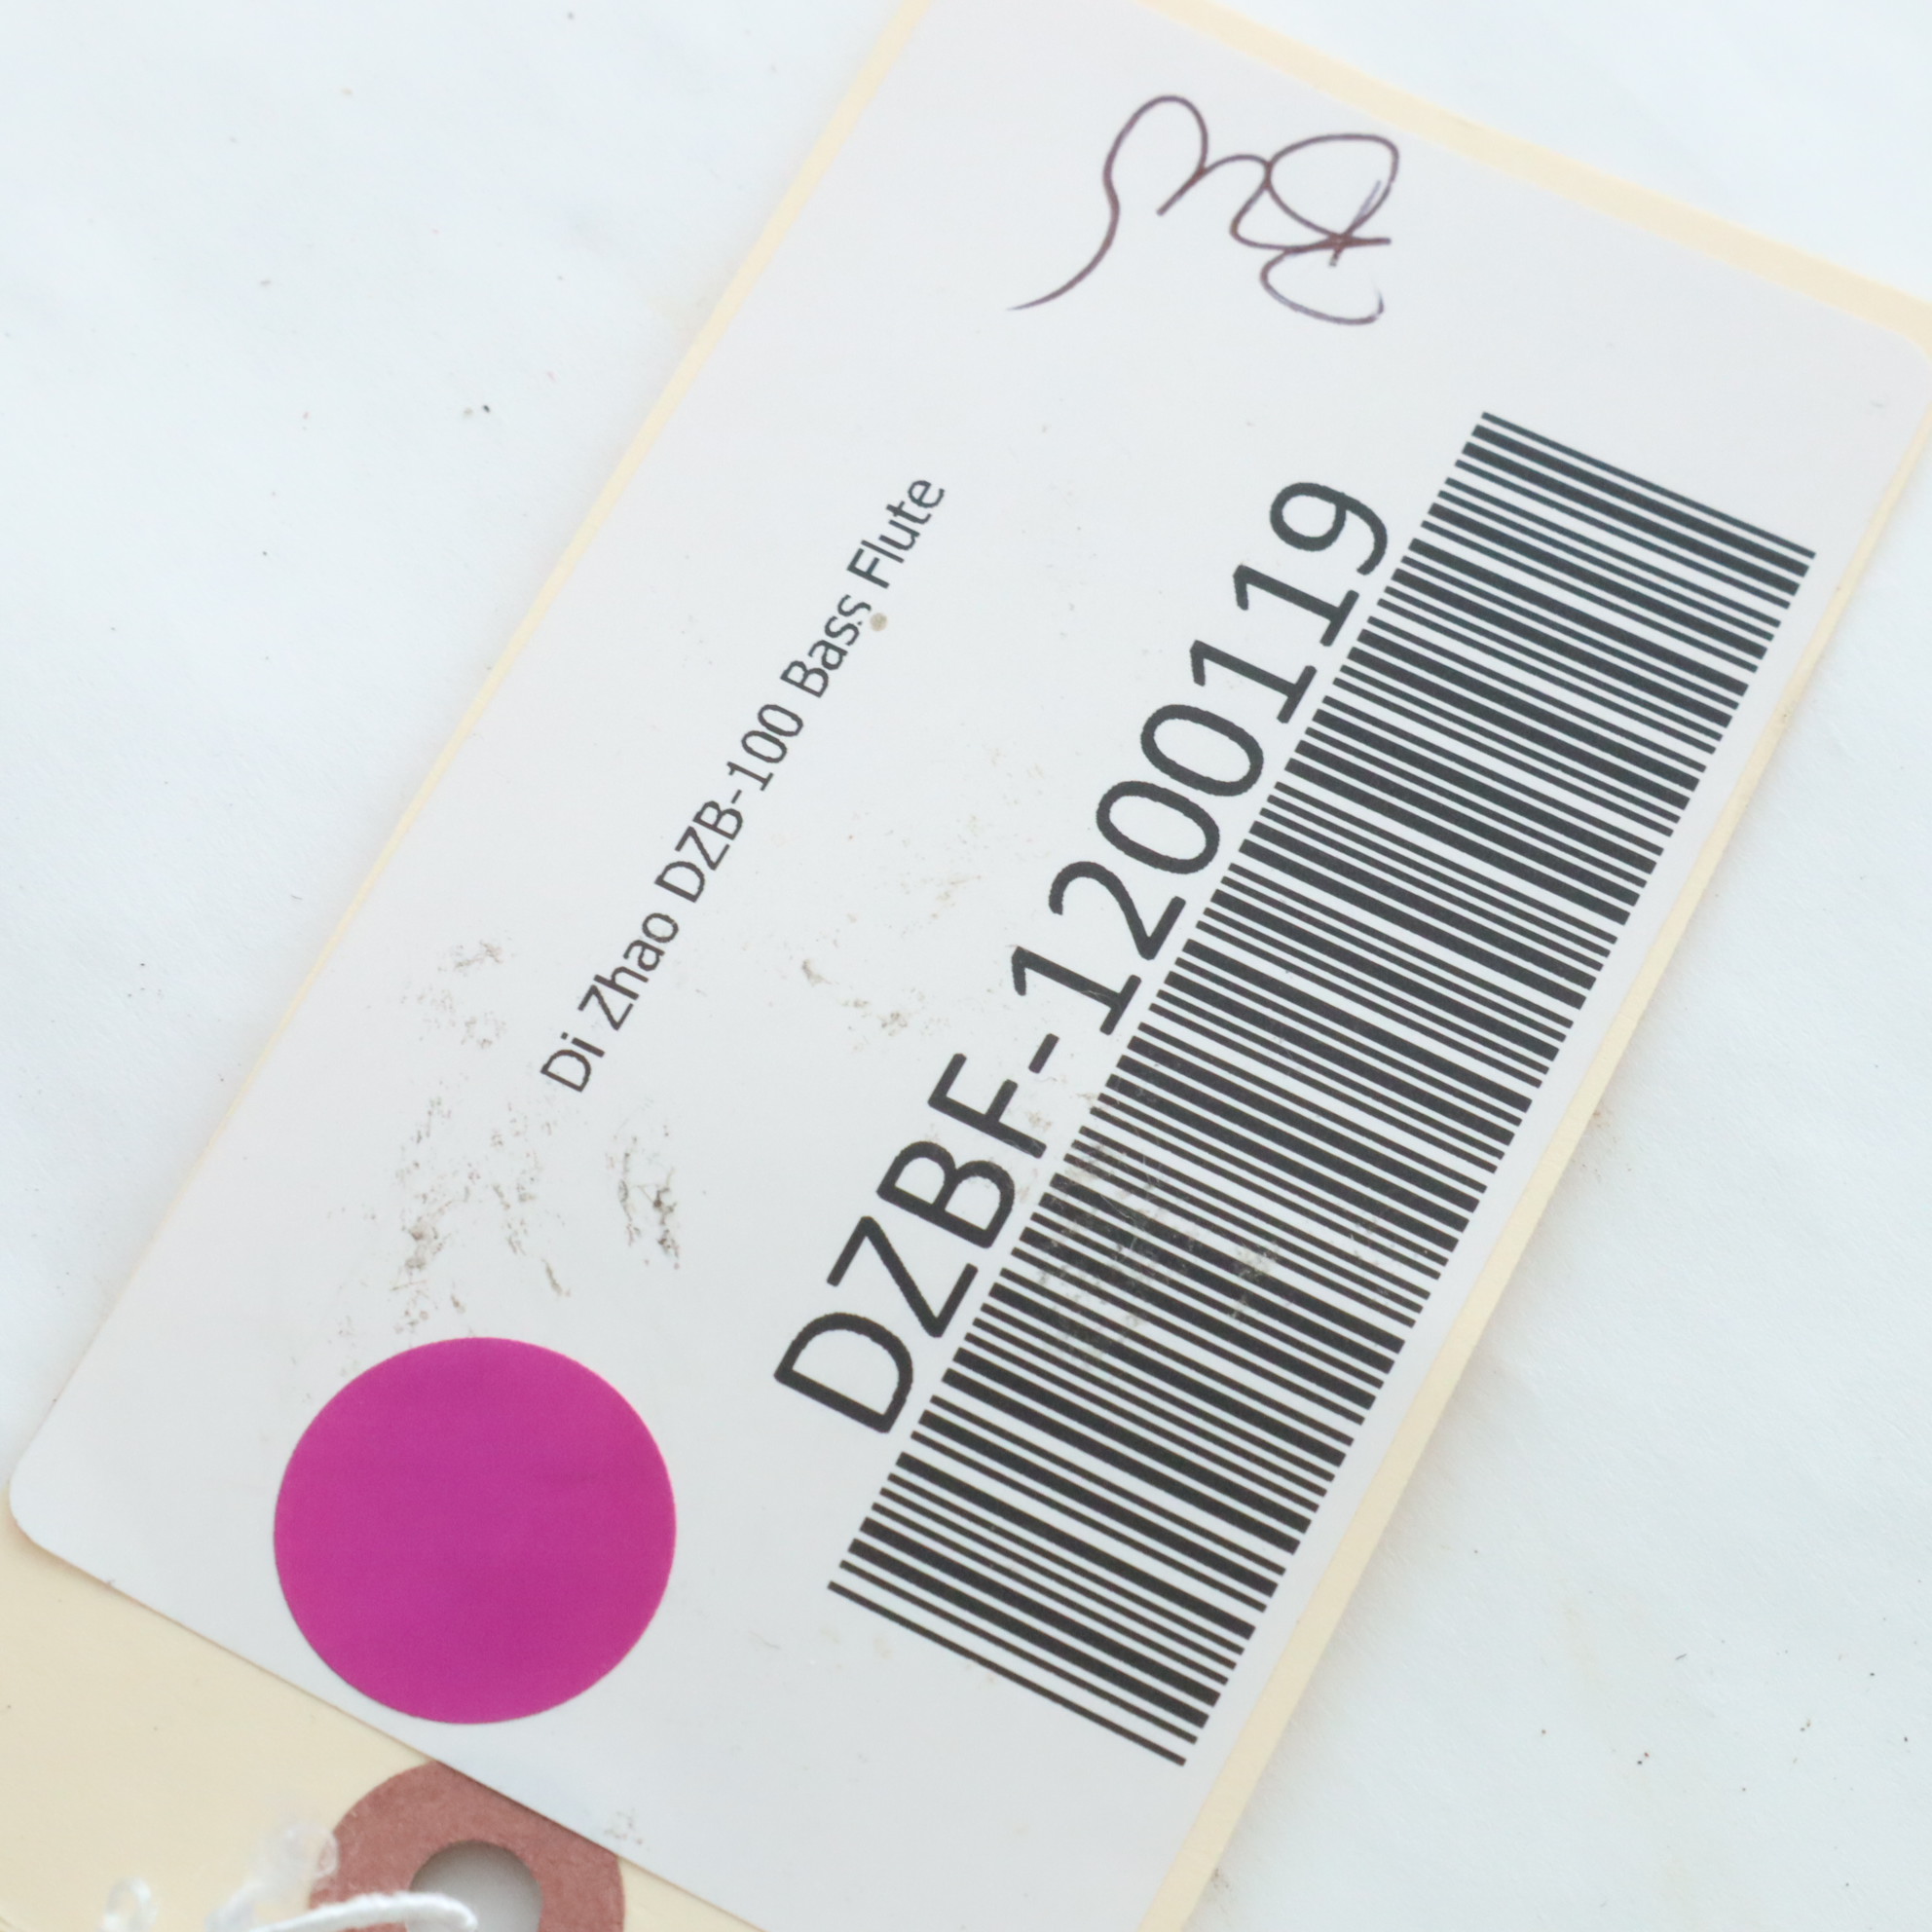 Di Zhao DZB-100 Bass Flute
DZBF-1200119